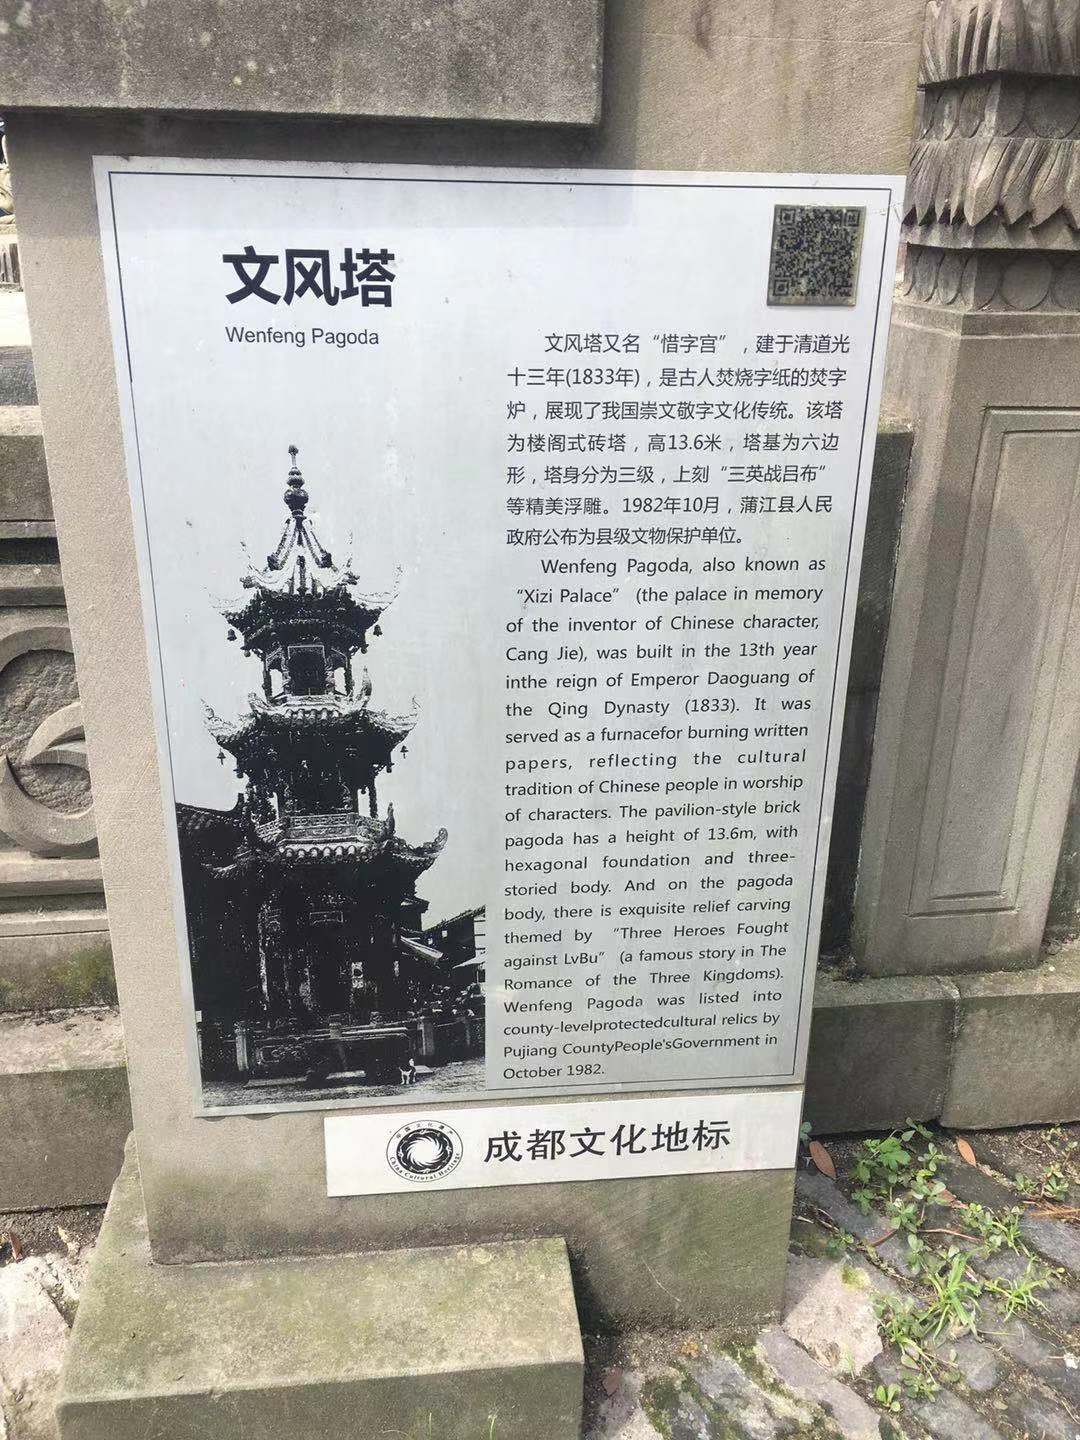 文风塔
Wenfeng Pagoda
文风塔又名“惜字宫”，建于清道光
十三年(1833年)，是古人焚烧字纸的焚字
炉，展现了我国崇文敬字文化传统。该塔
为楼阁式砖塔，高13.6米，塔基为六边
形，塔身分为三级，上刻“三英战吕布”
等精美浮雕。1982年10月，蒲江县人民
政府公布为县级文物保护单位。
Wenfeng Pagoda, also known as
“Xizi Palace” (the palace in memory
of the inventor of Chinese character,
Cang Jie), was built in the 13th year
inthe reign of Emperor Daoguang of
the Qing Dynasty (1833). It was
served as a furnacefor burning written
papers, reflecting the cultural
tradition of Chinese people in worship
of characters. The pavilion-style brick
pagoda has a height of 13.6m, with
hexagonal foundation and three-
storied body. And on the pagoda
body, there is exquisite relief carving
themed by “Three Heroes Fought
against LvBu” (a famous story in The
Romance of the Three Kingdoms).
Wenfeng Pagoda was listed into
county-levelprotectedcultural relics by
Pujiang CountyPeople'sGovernment in
October 1982.
中国文化遗产
China Cultural Heritage
成都文化地标